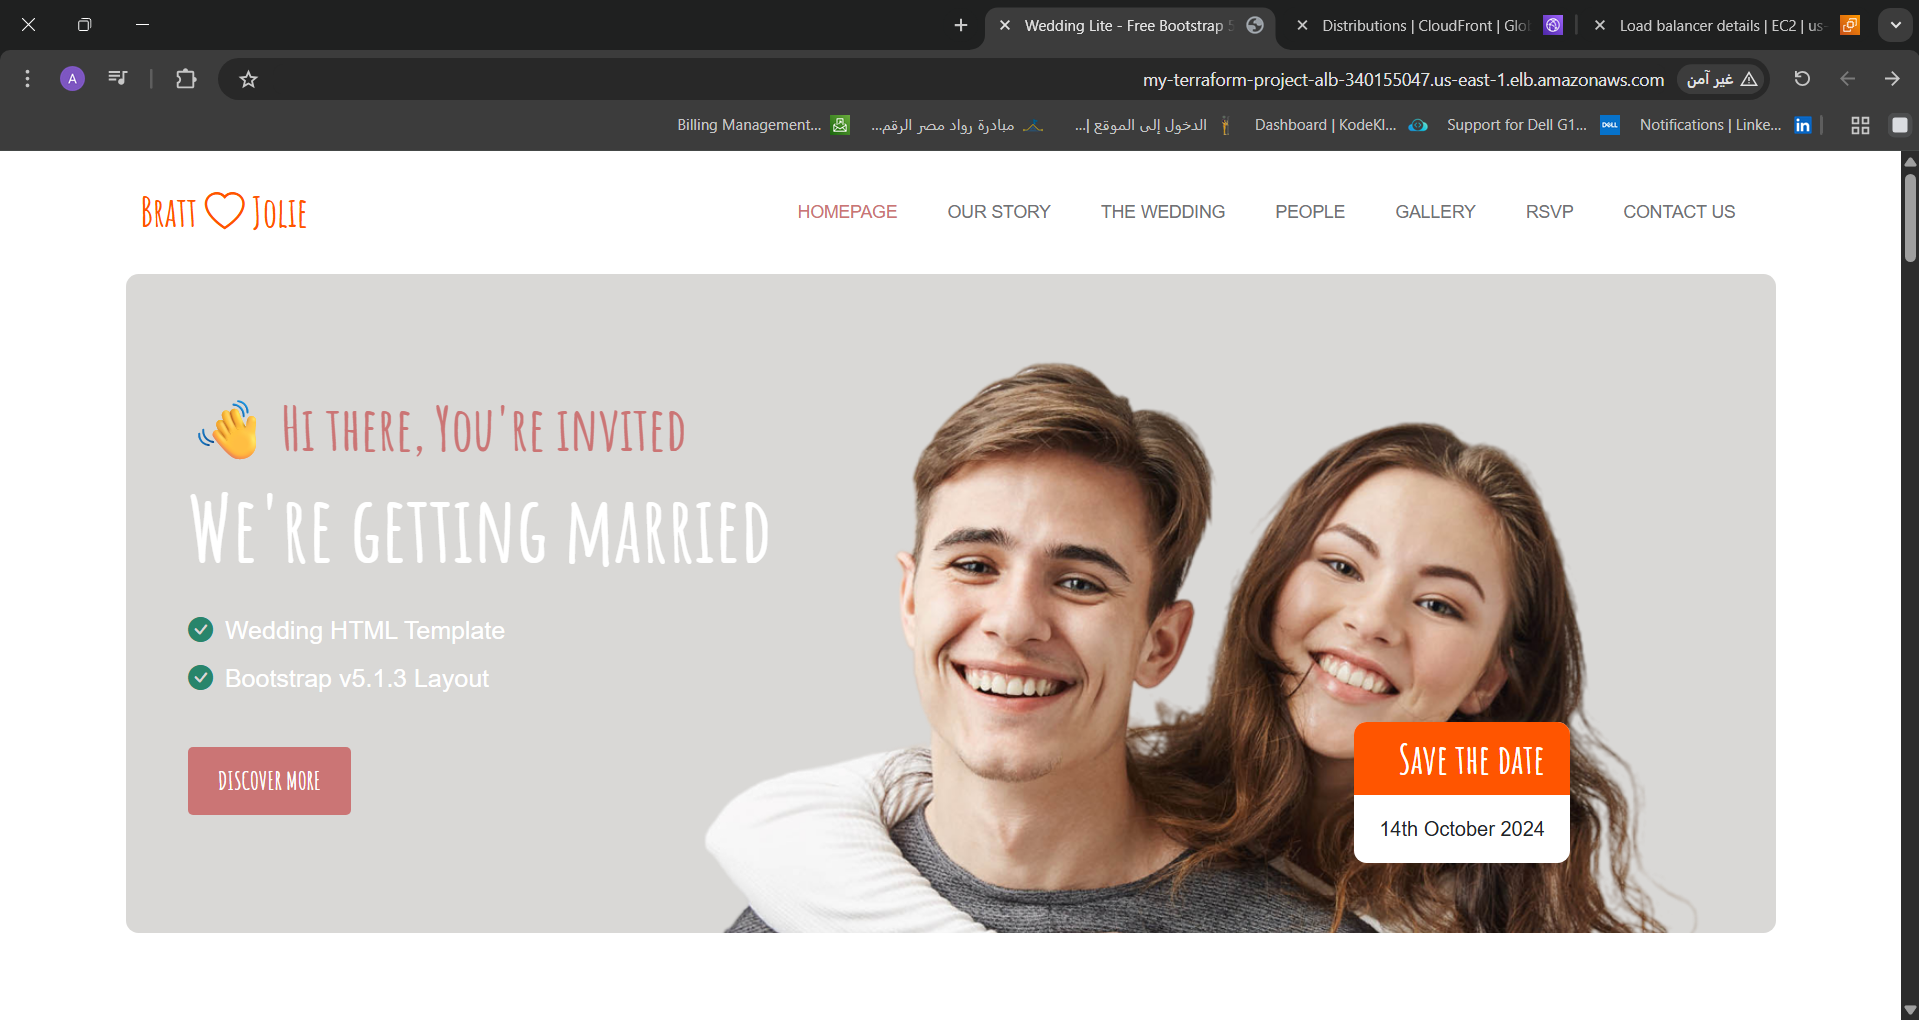 Wedding Lite - Free Bootstrap 5
Distributions | CloudFront | Glo
Load balancer details | EC2 | us-
A
my-terraform-project-alb-340155047.us-east-1.elb.amazonaws.com
غير آمن
Billing Management...
مبادرة رواد مصر الرقم...
الدخول إلى الموقع |...
Dashboard | KodeKl...
Support for Dell G1...
DELL
Notifications | Linke...
in
BRATT JOLIE
HOMEPAGE
OUR STORY
THE WEDDING
PEOPLE
GALLERY
RSVP
CONTACT US
HI THERE, YOU'RE INVITED
WE'RE GETTING MARRIED
Wedding HTML Template
Bootstrap v5.1.3 Layout
DISCOVER MORE
SAVE THE DATE
14th October 2024